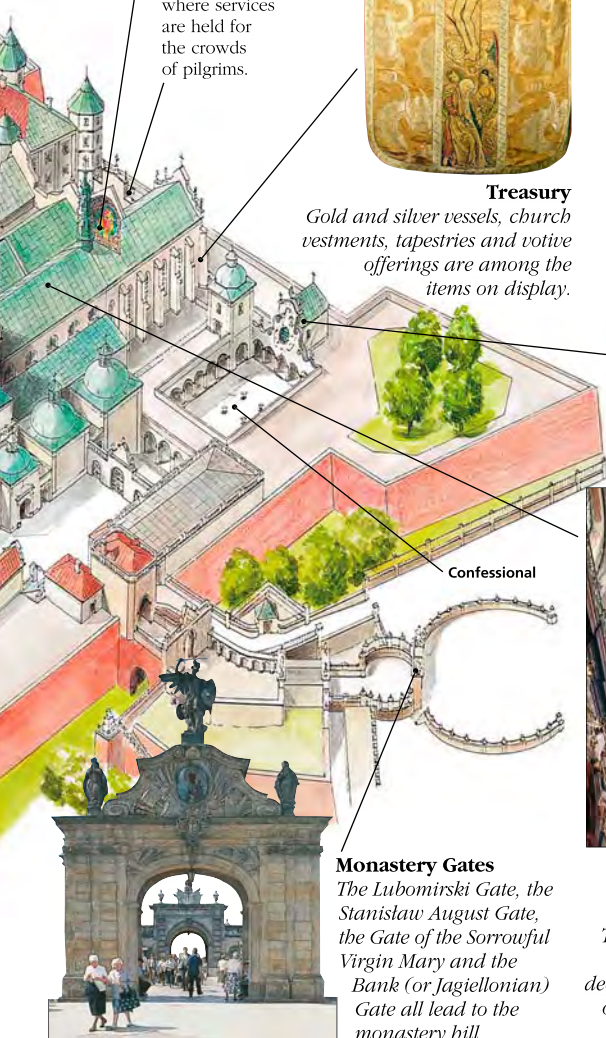 where services
are held for
the crowds
of pilgrims.
Treasury
Gold and silver vessels, church
vestments, tapestries and votive
offerings are among the
items on display.
Confessional
Monastery Gates
The Lubomirski Gate, the
Stanisław August Gate,
the Gate of the Sorrowful
Virgin Mary and the
Bank (or Jagiellonian)
Gate all lead to the
monastery hill